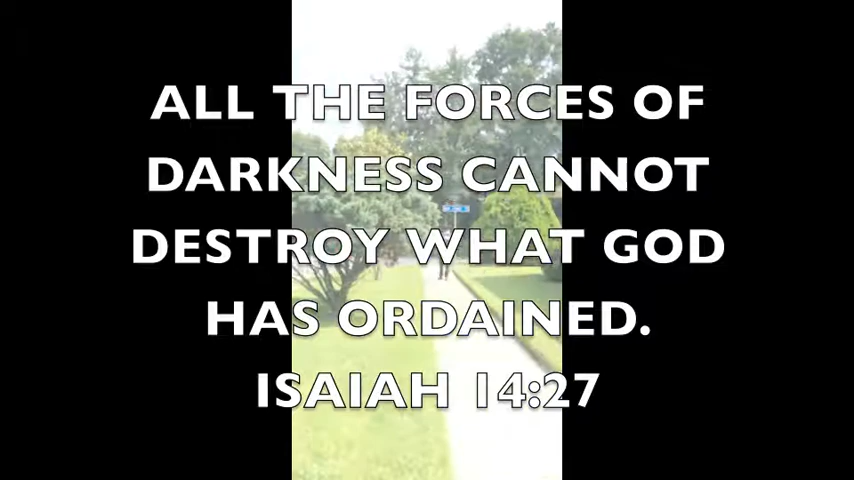 ALL THE FORCES OF
DARKNESS CANNOT
DESTROY WHAT GOD
HAS ORDAINED.
ISAIAH 14:27